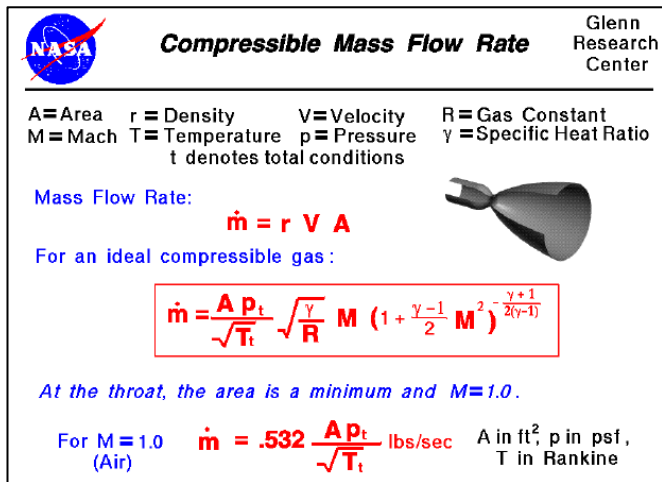 NASA
Compressible Mass Flow Rate
Glenn
Research
Center
A = Area r = Density V = Velocity R = Gas Constant
M = Mach T = Temperature p = Pressure γ = Specific Heat Ratio
t denotes total conditions
Mass Flow Rate:
ṁ = r V A
For an ideal compressible gas:
ṁ = A pₜ / √Tₜ √(γ/R) M (1 + (γ-1)/2 M²)^-(γ+1)/(2(γ-1))
At the throat, the area is a minimum and M=1.0.
For M = 1.0 ṁ = .532 A pₜ / √Tₜ lbs/sec A in ft², p in psf,
(Air) T in Rankine